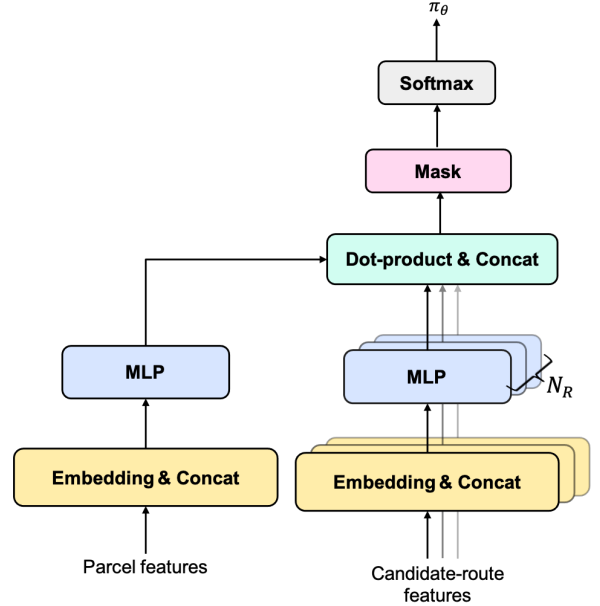 π_θ
Softmax
Mask
Dot-product & Concat
MLP
MLP
N_R
Embedding & Concat
Embedding & Concat
Parcel features
Candidate-route
features